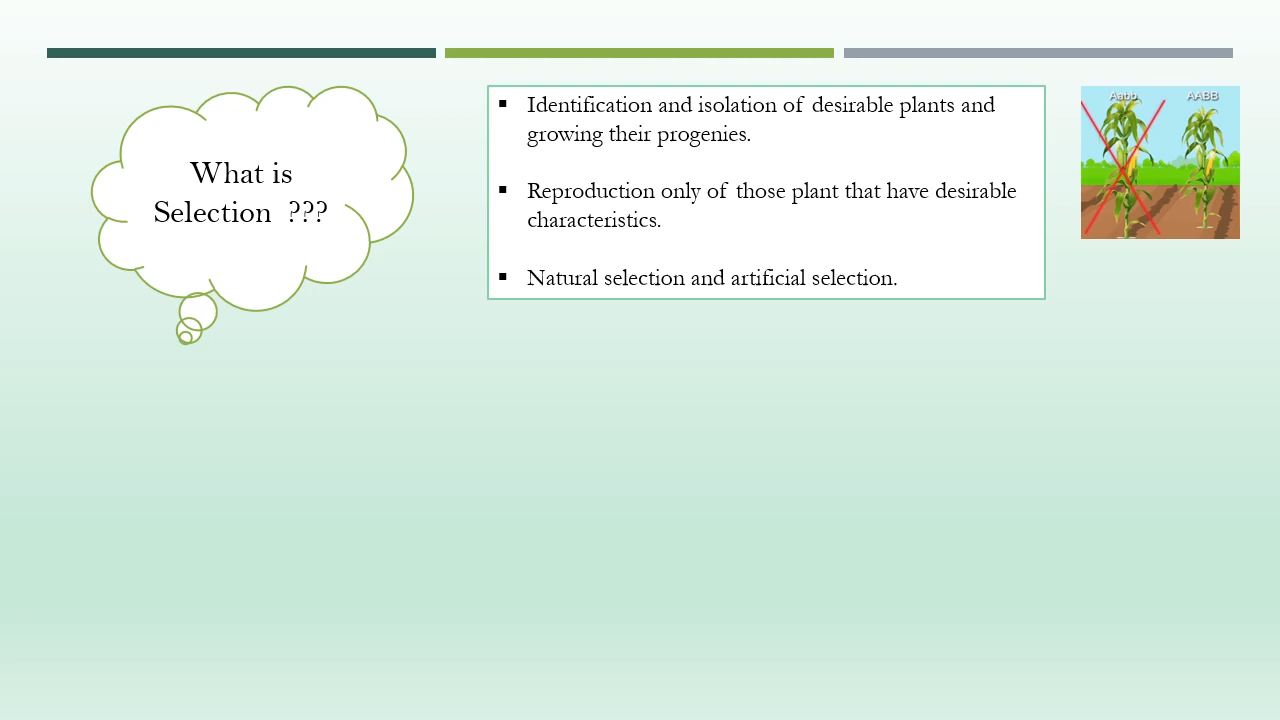 What is
Selection ???
▪ Identification and isolation of desirable plants and
growing their progenies.
▪ Reproduction only of those plant that have desirable
characteristics.
▪ Natural selection and artificial selection.
Aabb AABB